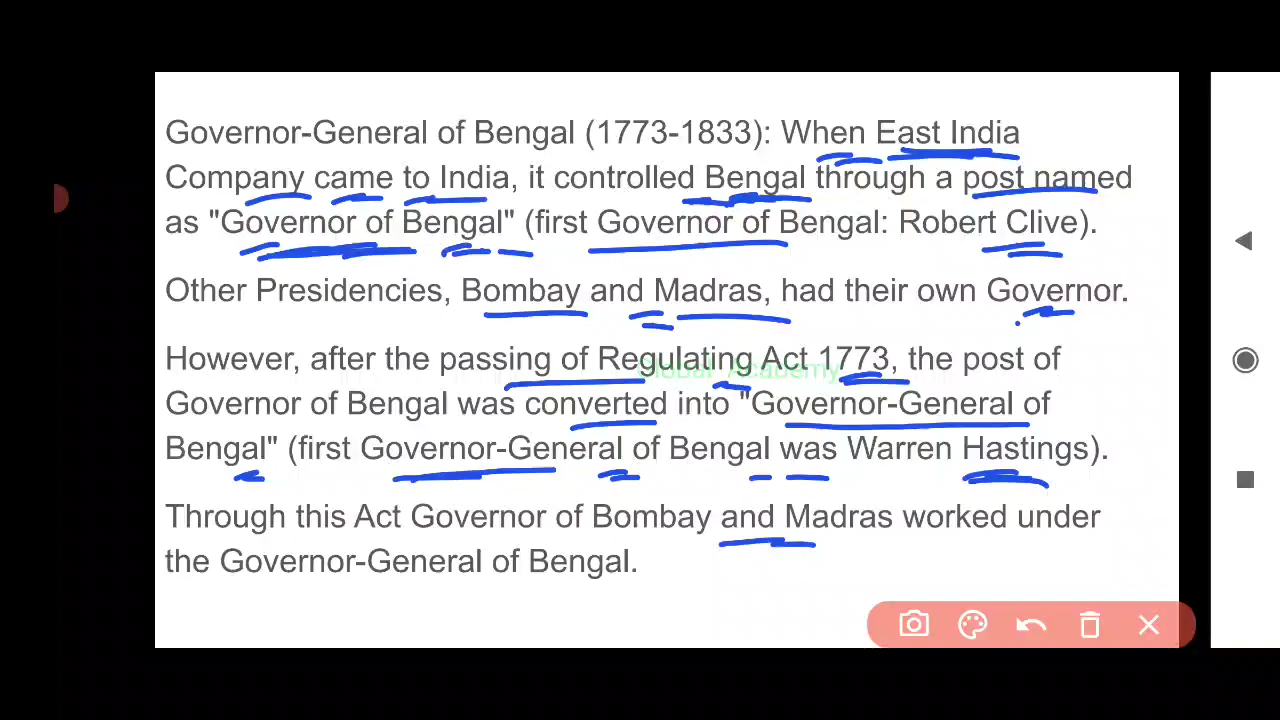 Governor-General of Bengal (1773-1833): When East India
Company came to India, it controlled Bengal through a post named
as "Governor of Bengal" (first Governor of Bengal: Robert Clive).
Other Presidencies, Bombay and Madras, had their own Governor.
However, after the passing of Regulating Act 1773, the post of
Global Academy
Governor of Bengal was converted into "Governor-General of
Bengal" (first Governor-General of Bengal was Warren Hastings).
Through this Act Governor of Bombay and Madras worked under
the Governor-General of Bengal.